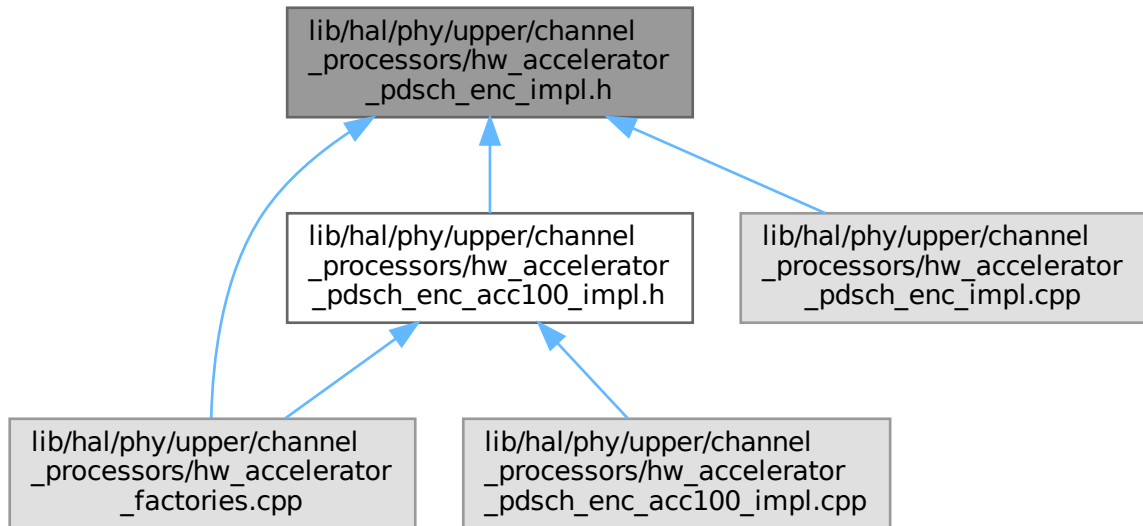 lib/hal/phy/upper/channel
_processors/hw_accelerator
_pdsch_enc_impl.h
lib/hal/phy/upper/channel
_processors/hw_accelerator
_pdsch_enc_acc100_impl.h
lib/hal/phy/upper/channel
_processors/hw_accelerator
_pdsch_enc_impl.cpp
lib/hal/phy/upper/channel
_processors/hw_accelerator
_factories.cpp
lib/hal/phy/upper/channel
_processors/hw_accelerator
_pdsch_enc_acc100_impl.cpp